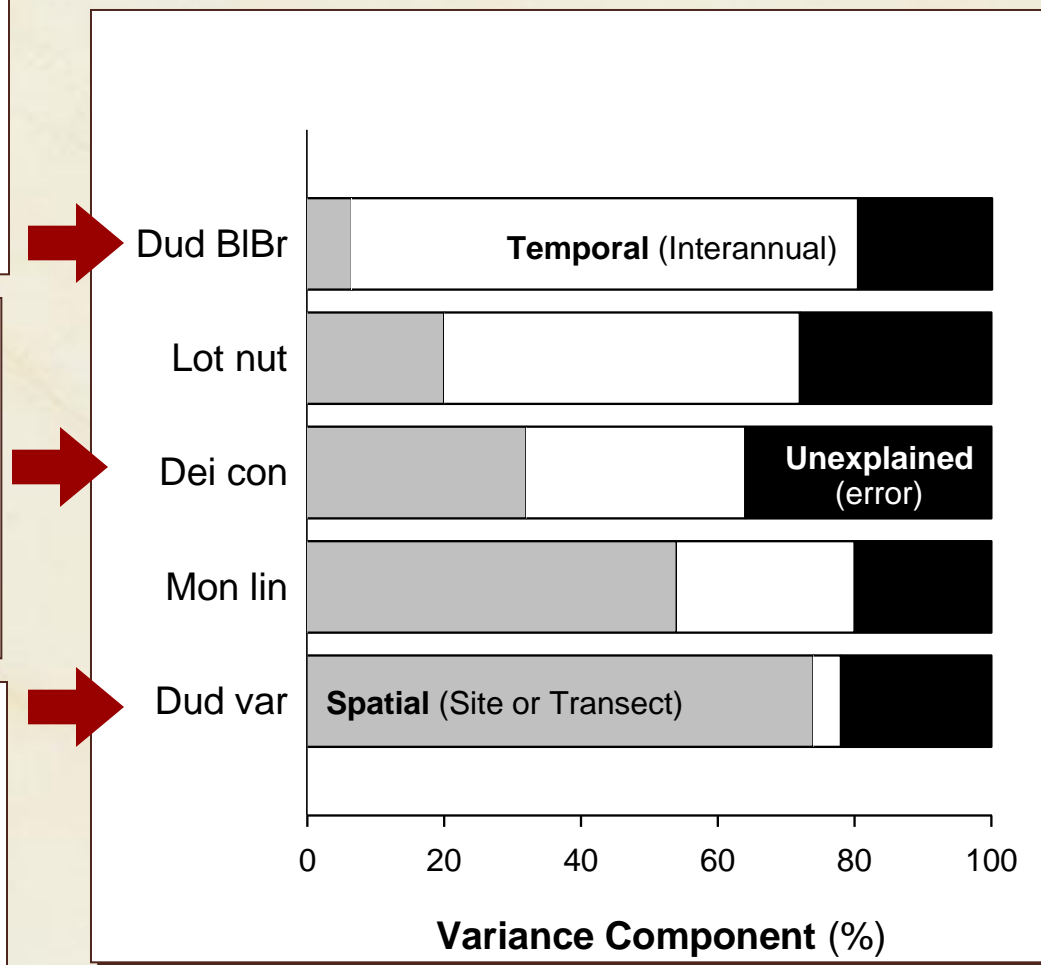 Dud BlBr
Temporal (Interannual)
Lot nut
Dei con
Unexplained
(error)
Mon lin
Dud var
Spatial (Site or Transect)
0 20 40 60 80 100
Variance Component (%)